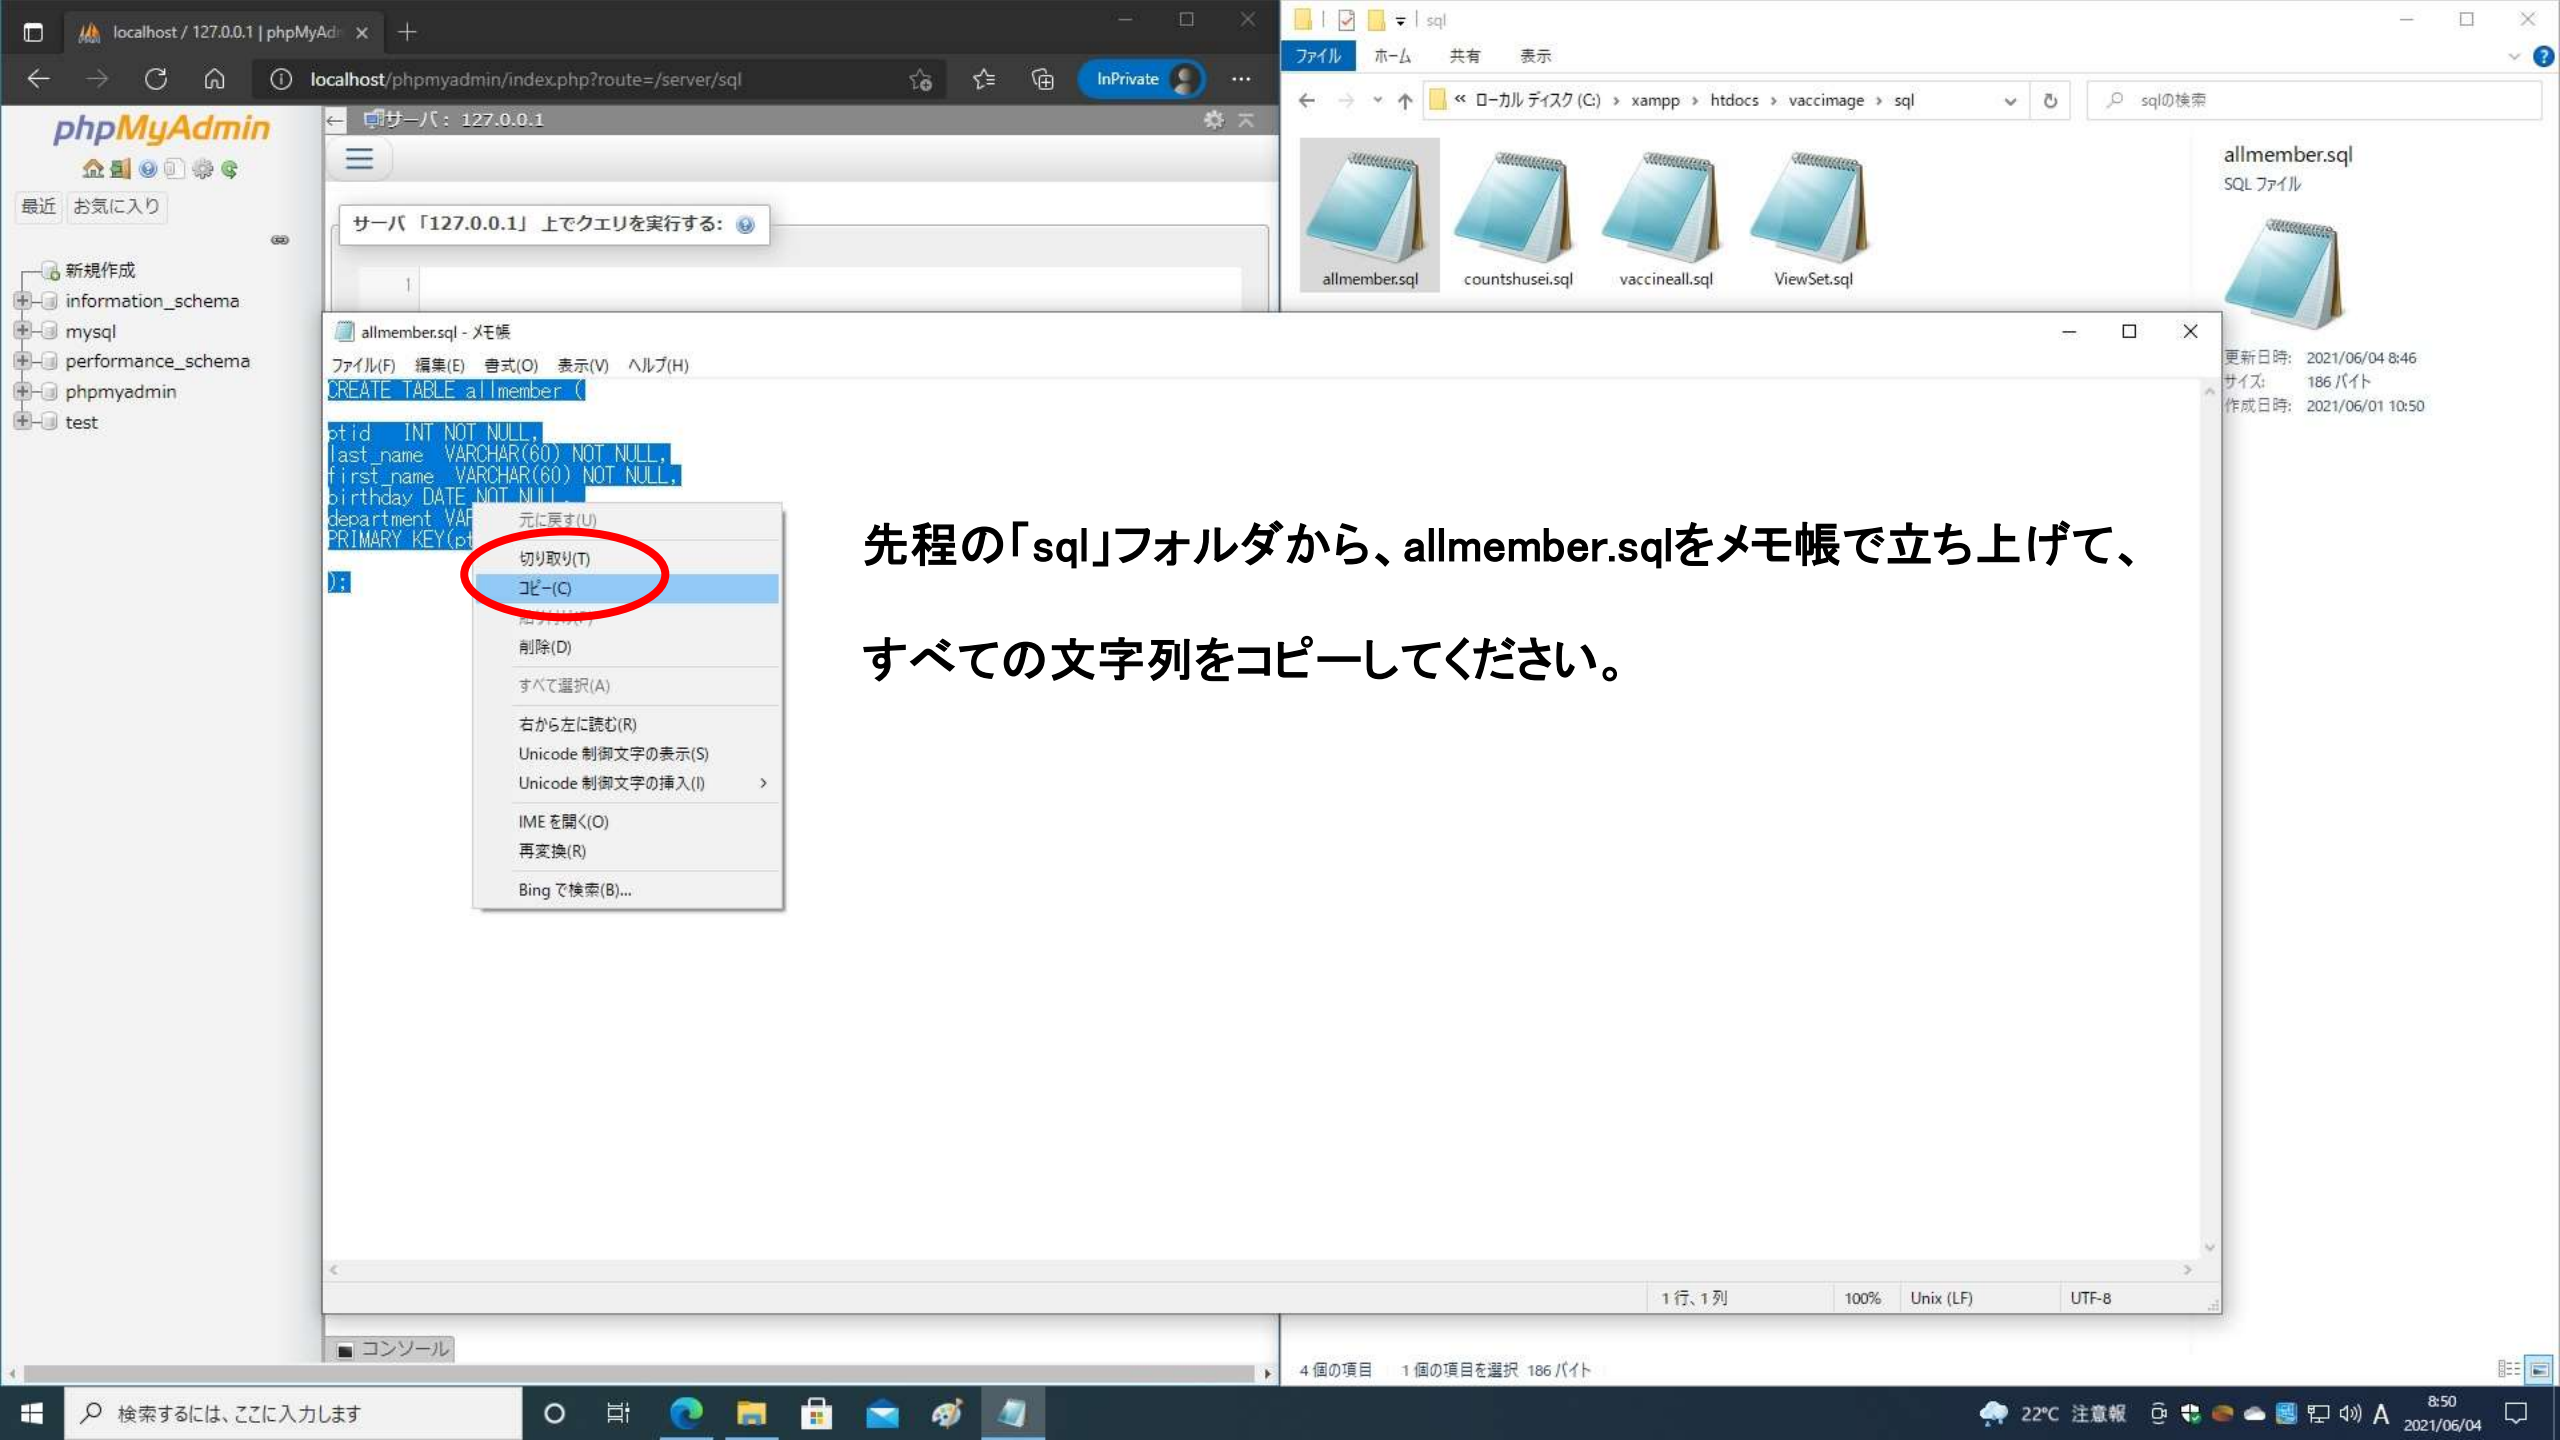 localhost / 127.0.0.1 | phpMyAdm
localhost/phpmyadmin/index.php?route=/server/sql
InPrivate
phpMyAdmin
最近 お気に入り
新規作成
information_schema
mysql
performance_schema
phpmyadmin
test
サーバ: 127.0.0.1
サーバ「127.0.0.1」上でクエリを実行する:
1
コンソール
sql
ファイル ホーム 共有 表示
« ローカル ディスク (C:) › xampp › htdocs › vaccimage › sql
sqlの検索
allmember.sql
countshusei.sql
vaccineall.sql
ViewSet.sql
allmember.sql
SQL ファイル
更新日時: 2021/06/04 8:46
サイズ: 186 バイト
作成日時: 2021/06/01 10:50
allmember.sql - メモ帳
ファイル(F) 編集(E) 書式(O) 表示(V) ヘルプ(H)
CREATE TABLE allmember (
ptid INT NOT NULL,
last_name VARCHAR(60) NOT NULL,
first_name VARCHAR(60) NOT NULL,
birthday DATE NOT NULL,
department VAR
PRIMARY KEY(pt
);
元に戻す(U)
切り取り(T)
コピー(C)
削除(D)
すべて選択(A)
右から左に読む(R)
Unicode 制御文字の表示(S)
Unicode 制御文字の挿入(I)
IME を開く(O)
再変換(R)
Bing で検索(B)...
先程の「sql」フォルダから、allmember.sqlをメモ帳で立ち上げて、
すべての文字列をコピーしてください。
1 行、1 列 100% Unix (LF) UTF-8
4 個の項目 1 個の項目を選択 186 バイト
検索するには、ここに入力します
22°C 注意報
A
8:50
2021/06/04